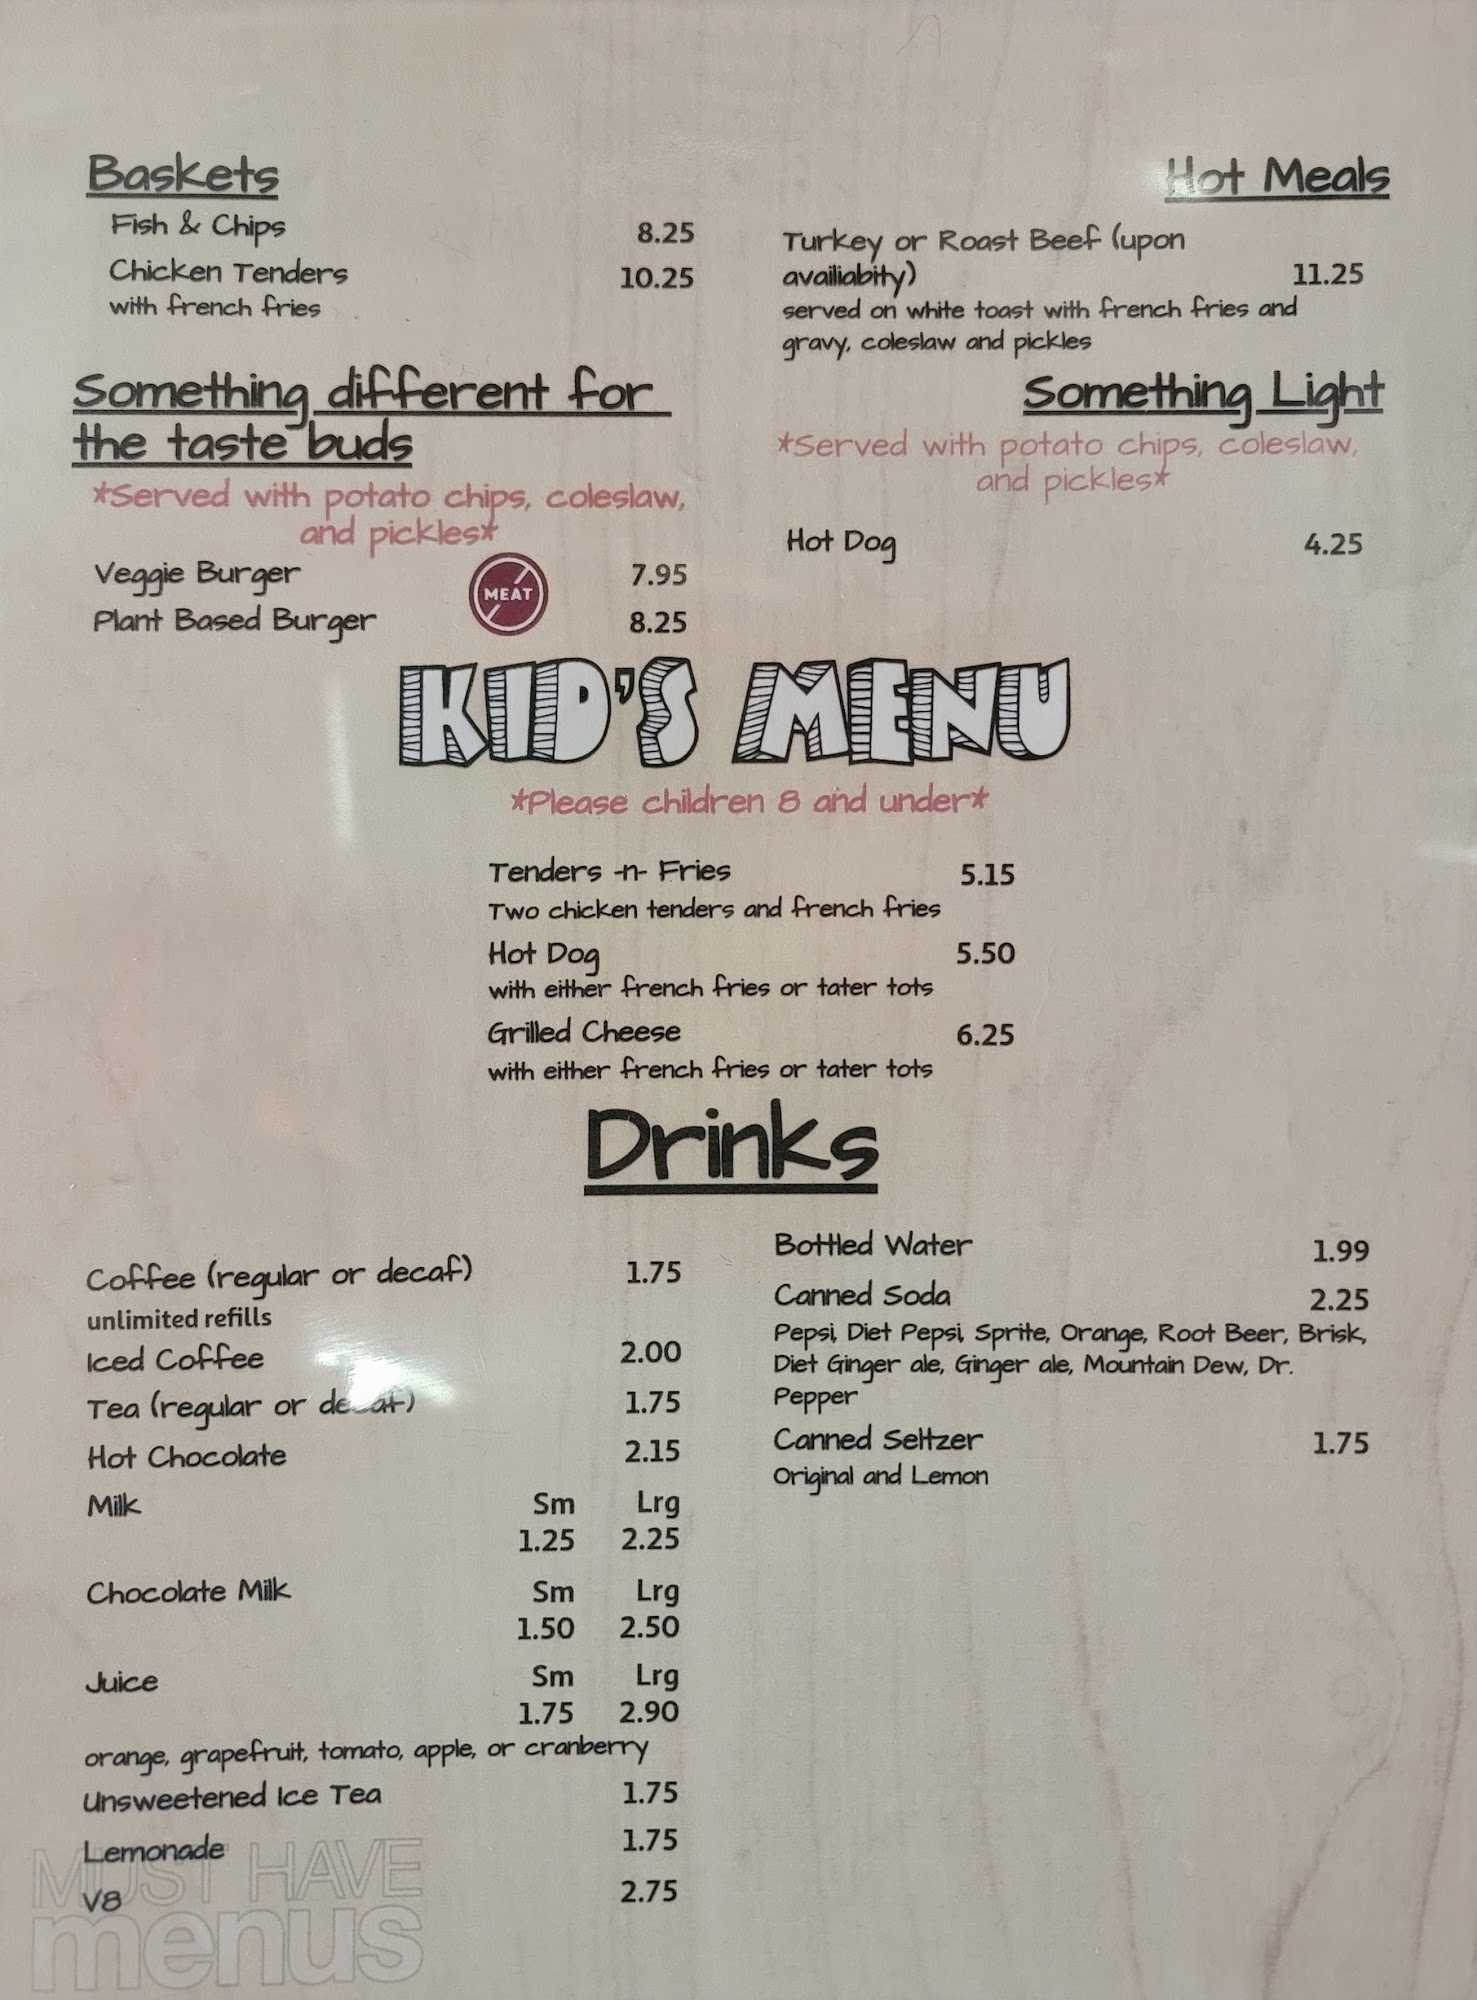 Baskets
Fish & Chips 8.25
Chicken Tenders 10.25
with french fries
Something different for
the taste buds
*Served with potato chips, coleslaw,
and pickles*
Veggie Burger 7.95
MEAT
Plant Based Burger 8.25
Hot Meals
Turkey or Roast Beef (upon
availiabity) 11.25
served on white toast with french fries and
gravy, coleslaw and pickles
Something Light
*Served with potato chips, coleslaw,
and pickles*
Hot Dog 4.25
KID'S MENU
*Please children 8 and under*
Tenders -n- Fries 5.15
Two chicken tenders and french fries
Hot Dog 5.50
with either french fries or tater tots
Grilled Cheese 6.25
with either french fries or tater tots
Drinks
Coffee (regular or decaf) 1.75
unlimited refills
Iced Coffee 2.00
Tea (regular or decaf) 1.75
Hot Chocolate 2.15
Milk Sm Lrg
1.25 2.25
Chocolate Milk Sm Lrg
1.50 2.50
Juice Sm Lrg
1.75 2.90
orange, grapefruit, tomato, apple, or cranberry
Unsweetened Ice Tea 1.75
Lemonade 1.75
V8 2.75
MUST HAVE
menus
Bottled Water 1.99
Canned Soda 2.25
Pepsi, Diet Pepsi, Sprite, Orange, Root Beer, Brisk,
Diet Ginger ale, Ginger ale, Mountain Dew, Dr.
Pepper
Canned Seltzer 1.75
Original and Lemon